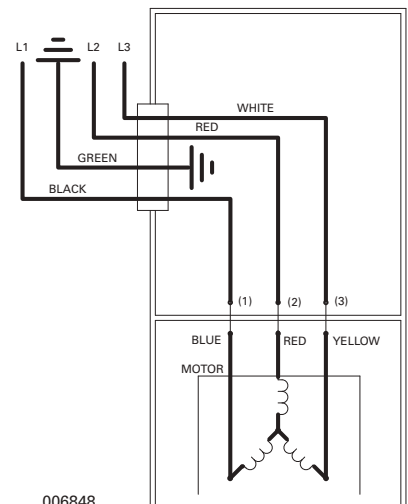 L1 L2 L3
WHITE
RED
GREEN
BLACK
(1) (2) (3)
BLUE RED YELLOW
MOTOR
006848